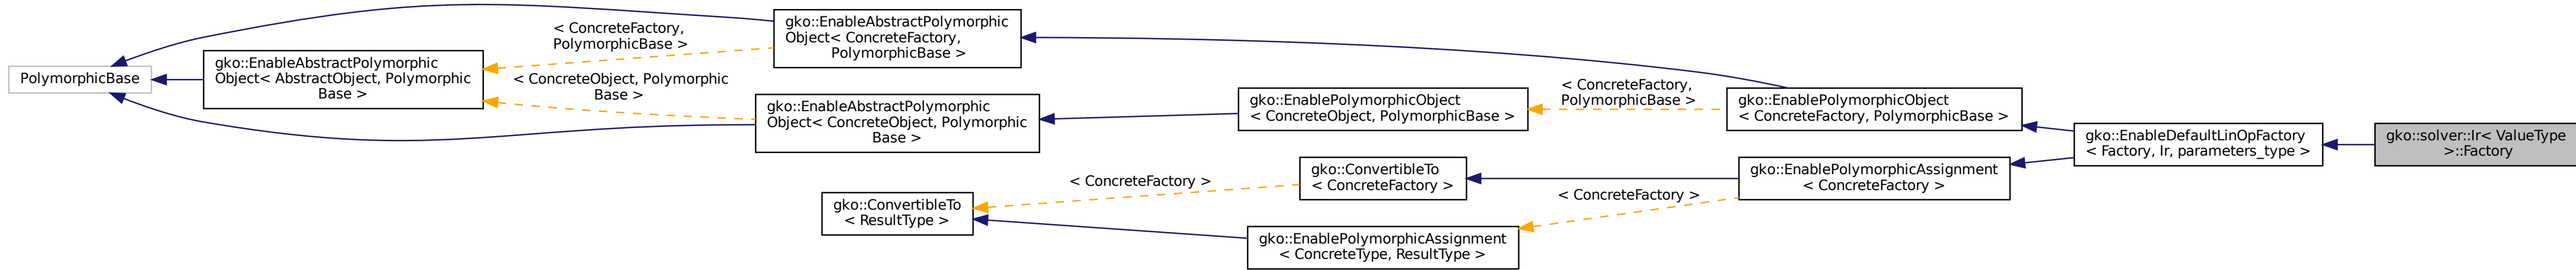 PolymorphicBase
gko::EnableAbstractPolymorphic
Object< AbstractObject, Polymorphic
Base >
< ConcreteFactory,
PolymorphicBase >
< ConcreteObject, Polymorphic
Base >
gko::EnableAbstractPolymorphic
Object< ConcreteFactory,
PolymorphicBase >
gko::EnableAbstractPolymorphic
Object< ConcreteObject, Polymorphic
Base >
gko::ConvertibleTo
< ResultType >
< ConcreteFactory >
gko::EnablePolymorphicObject
< ConcreteObject, PolymorphicBase >
gko::ConvertibleTo
< ConcreteFactory >
gko::EnablePolymorphicAssignment
< ConcreteType, ResultType >
< ConcreteFactory,
PolymorphicBase >
< ConcreteFactory >
gko::EnablePolymorphicObject
< ConcreteFactory, PolymorphicBase >
gko::EnablePolymorphicAssignment
< ConcreteFactory >
gko::EnableDefaultLinOpFactory
< Factory, Ir, parameters_type >
gko::solver::Ir< ValueType
>::Factory